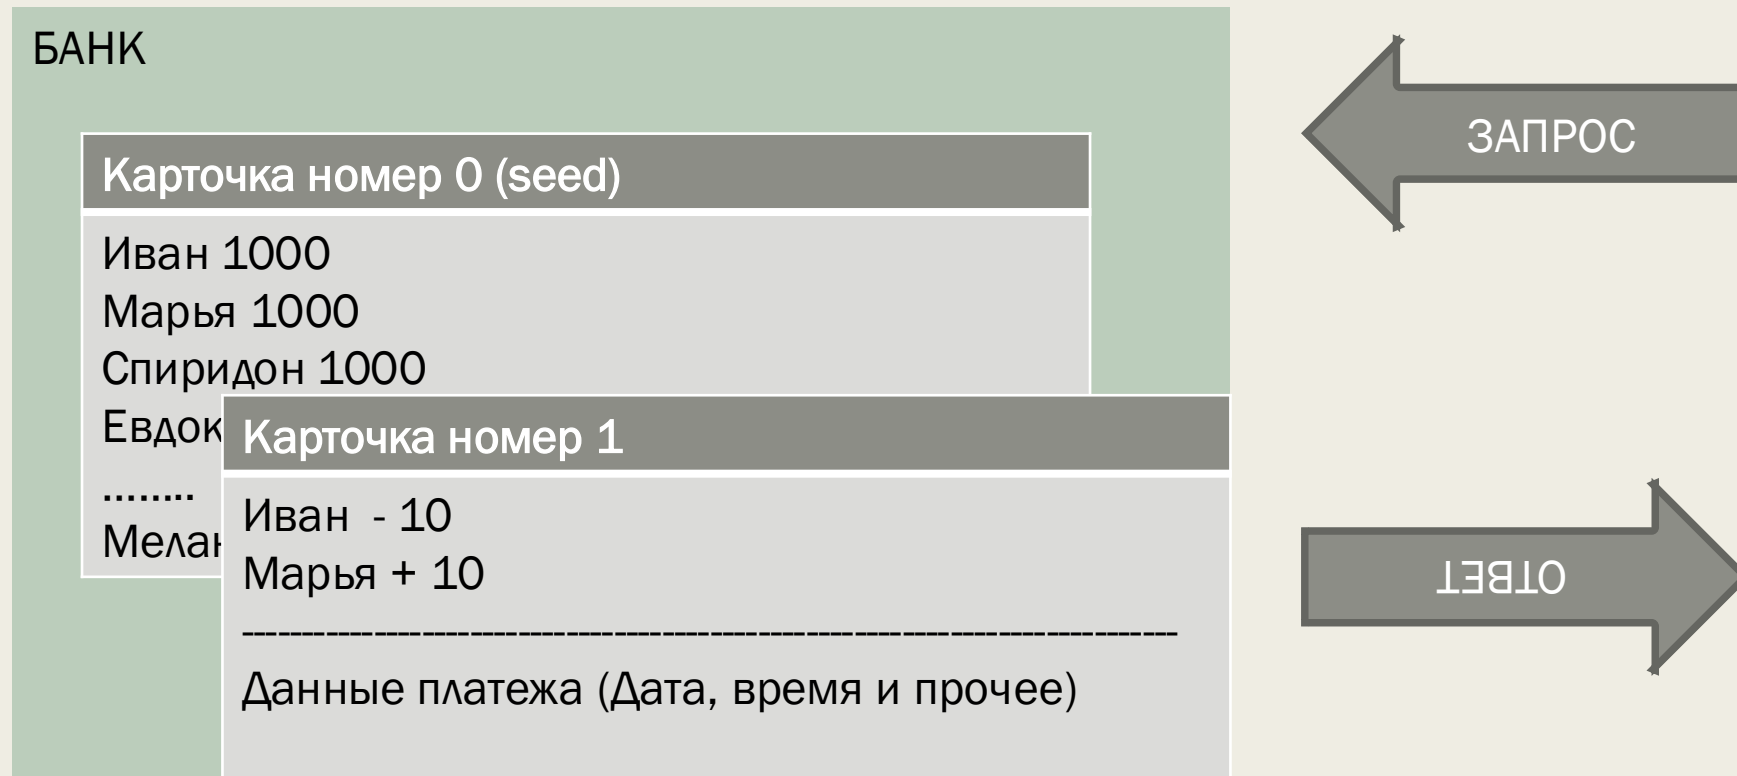 БАНК
Карточка номер 0 (seed)
Иван 1000
Марья 1000
Спиридон 1000
........
Карточка номер 1
Иван - 10
Марья + 10
------------------------------------------------------------------------------
Данные платежа (Дата, время и прочее)
ЗАПРОС
ОТВЕТ